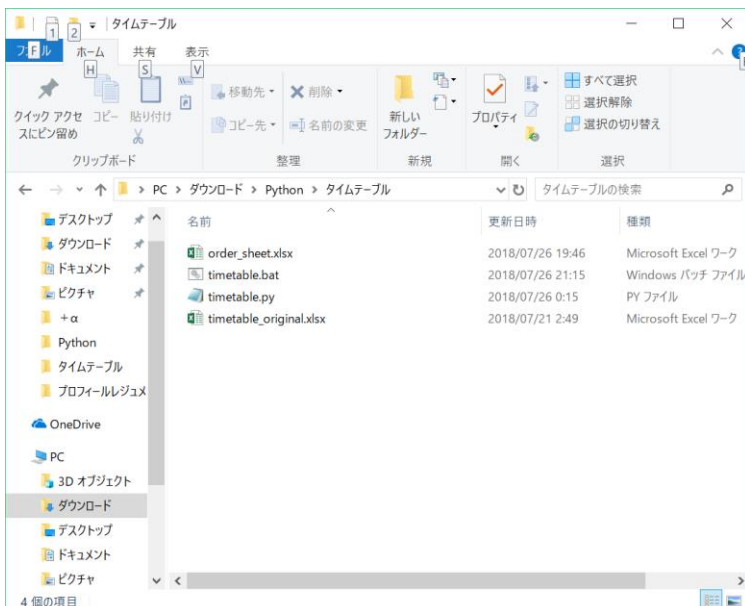 1 2 タイムテーブル
F ホーム 共有 表示
H S V
クイック アクセスにピン留め
コピー 貼り付け
移動先 削除
コピー先 名前の変更
新しいフォルダー
プロパティ
すべて選択
選択解除
選択の切り替え
クリップボード 整理 新規 開く 選択
PC > ダウンロード > Python > タイムテーブル タイムテーブルの検索
名前 更新日時 種類
デスクトップ
ダウンロード
ドキュメント
ピクチャ
+α
Python
タイムテーブル
プロフィールレジュメ
OneDrive
PC
3D オブジェクト
ダウンロード
デスクトップ
ドキュメント
ピクチャ
order_sheet.xlsx 2018/07/26 19:46 Microsoft Excel ワーク
timetable.bat 2018/07/26 21:15 Windows バッチ ファイル
timetable.py 2018/07/26 0:15 PY ファイル
timetable_original.xlsx 2018/07/21 2:49 Microsoft Excel ワーク
4 個の項目